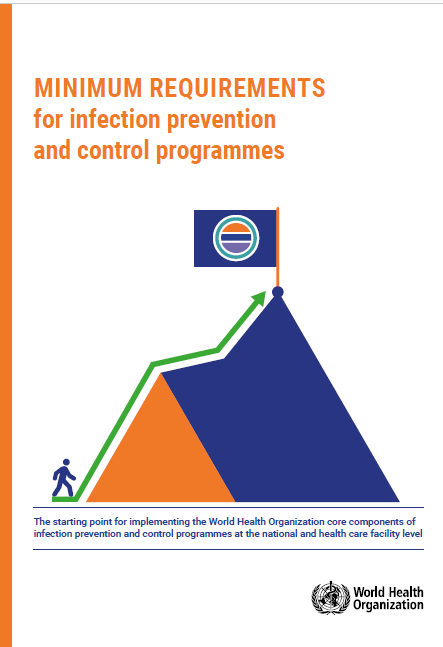 MINIMUM REQUIREMENTS
for infection prevention
and control programmes
The starting point for implementing the World Health Organization core components of
infection prevention and control programmes at the national and health care facility level
World Health
Organization